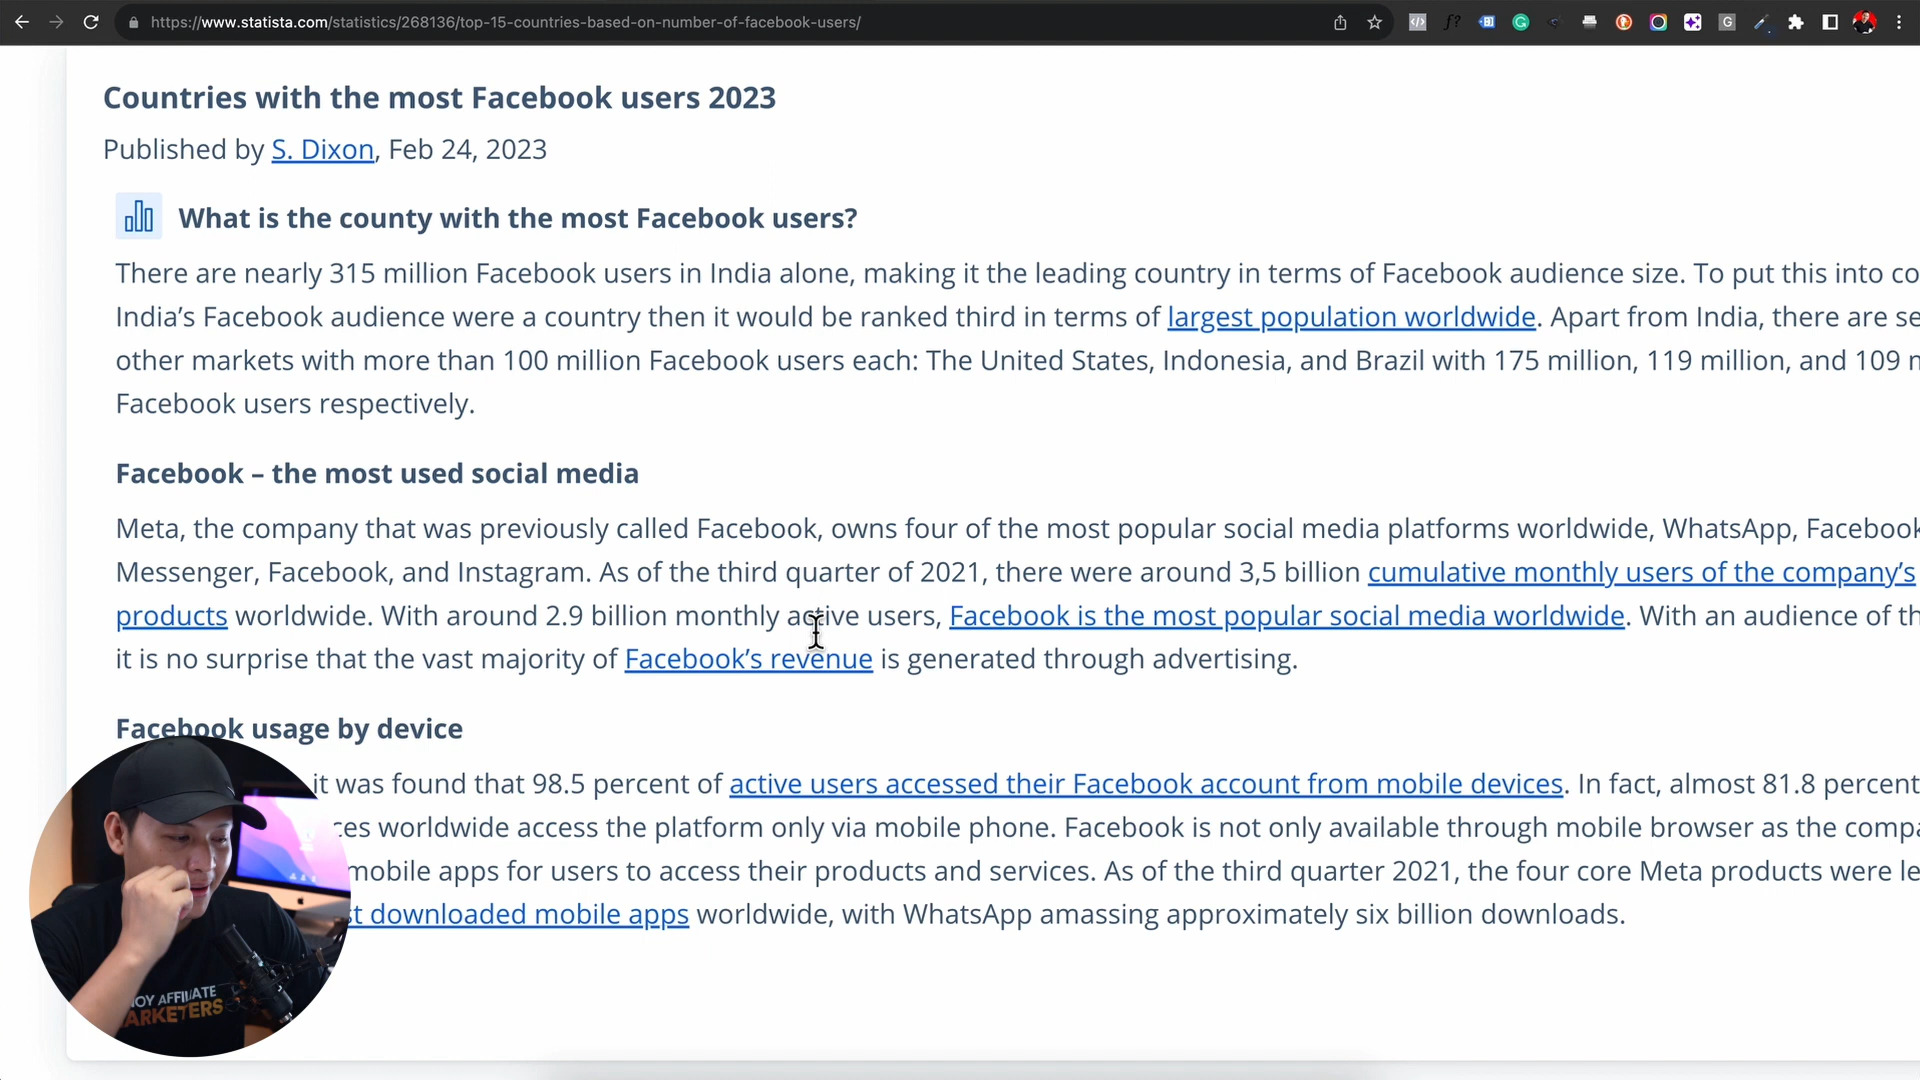 https://www.statista.com/statistics/268136/top-15-countries-based-on-number-of-facebook-users/
Countries with the most Facebook users 2023
Published by S. Dixon, Feb 24, 2023
What is the county with the most Facebook users?
There are nearly 315 million Facebook users in India alone, making it the leading country in terms of Facebook audience size. To put this into co
India’s Facebook audience were a country then it would be ranked third in terms of largest population worldwide. Apart from India, there are se
other markets with more than 100 million Facebook users each: The United States, Indonesia, and Brazil with 175 million, 119 million, and 109 m
Facebook users respectively.
Facebook – the most used social media
Meta, the company that was previously called Facebook, owns four of the most popular social media platforms worldwide, WhatsApp, Facebook
Messenger, Facebook, and Instagram. As of the third quarter of 2021, there were around 3,5 billion cumulative monthly users of the company’s
products worldwide. With around 2.9 billion monthly active users, Facebook is the most popular social media worldwide. With an audience of th
it is no surprise that the vast majority of Facebook’s revenue is generated through advertising.
Facebook usage by device
it was found that 98.5 percent of active users accessed their Facebook account from mobile devices. In fact, almost 81.8 percent
ces worldwide access the platform only via mobile phone. Facebook is not only available through mobile browser as the compa
mobile apps for users to access their products and services. As of the third quarter 2021, the four core Meta products were le
st downloaded mobile apps worldwide, with WhatsApp amassing approximately six billion downloads.
NOY AFFILIATE
ARKETERS